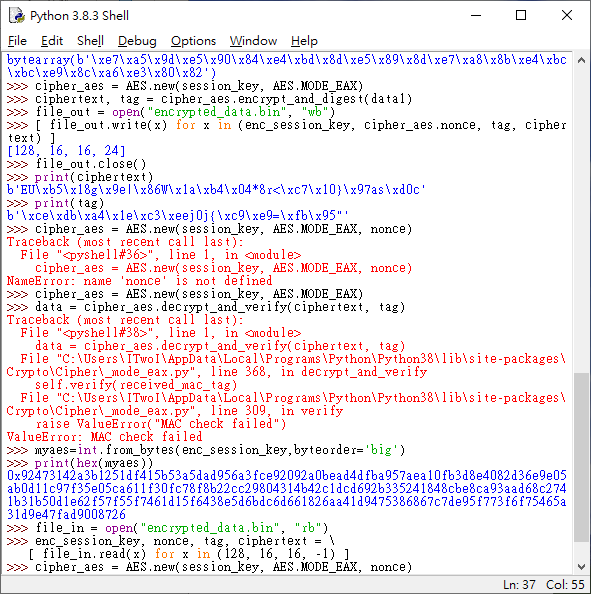 Python 3.8.3 Shell
File Edit Shell Debug Options Window Help
bytearray(b'\xe7\xa5\x9d\xe5\x90\x84\xe4\xbd\x8d\xe5\x89\x8d\xe7\xa8\x8b\xe4\xbc
\xbc\xe9\x8c\xa6\xe3\x80\x82')
>>> cipher_aes = AES.new(session_key, AES.MODE_EAX)
>>> ciphertext, tag = cipher_aes.encrypt_and_digest(data1)
>>> file_out = open("encrypted_data.bin", "wb")
>>> [ file_out.write(x) for x in (enc_session_key, cipher_aes.nonce, tag, cipher
text) ]
[128, 16, 16, 24]
>>> file_out.close()
>>> print(ciphertext)
b'EU\xb5\x18g\x9e!\x86W\x1a\xb4\x04*8r<\xc7\x10}\x97as\xd0c'
>>> print(tag)
b'\xce\xdb\xa4\x1e\xc3\xeej0j{\xc9\xe9=\xfb\x95"'
>>> cipher_aes = AES.new(session_key, AES.MODE_EAX, nonce)
Traceback (most recent call last):
  File "<pyshell#36>", line 1, in <module>
    cipher_aes = AES.new(session_key, AES.MODE_EAX, nonce)
NameError: name 'nonce' is not defined
>>> cipher_aes = AES.new(session_key, AES.MODE_EAX)
>>> data = cipher_aes.decrypt_and_verify(ciphertext, tag)
Traceback (most recent call last):
  File "<pyshell#38>", line 1, in <module>
    data = cipher_aes.decrypt_and_verify(ciphertext, tag)
  File "C:\Users\ITwoI\AppData\Local\Programs\Python\Python38\lib\site-packages\
Crypto\Cipher\_mode_eax.py", line 368, in decrypt_and_verify
    self.verify(received_mac_tag)
  File "C:\Users\ITwoI\AppData\Local\Programs\Python\Python38\lib\site-packages\
Crypto\Cipher\_mode_eax.py", line 309, in verify
    raise ValueError("MAC check failed")
ValueError: MAC check failed
>>> myaes=int.from_bytes(enc_session_key,byteorder='big')
>>> print(hex(myaes))
0x92473142a3b1251df415b53a5dad956a3fce92092a0bead4dfba957aea10fb3d8e4082d36e9e05
ab0d11c97f35e05ca611f30fc78f8b22cc29804314b42c1dcd692b335241848cbe8ca93aad68c274
1b31b50d1e62f57f55f7461d15f6438e5d6bdc6d661826aa41d9475386867c7de95f773f6f75465a
31d9e47fad9008726
>>> file_in = open("encrypted_data.bin", "rb")
>>> enc_session_key, nonce, tag, ciphertext = \
   [ file_in.read(x) for x in (128, 16, 16, -1) ]
>>> cipher_aes = AES.new(session_key, AES.MODE_EAX, nonce)
Ln: 37 Col: 55